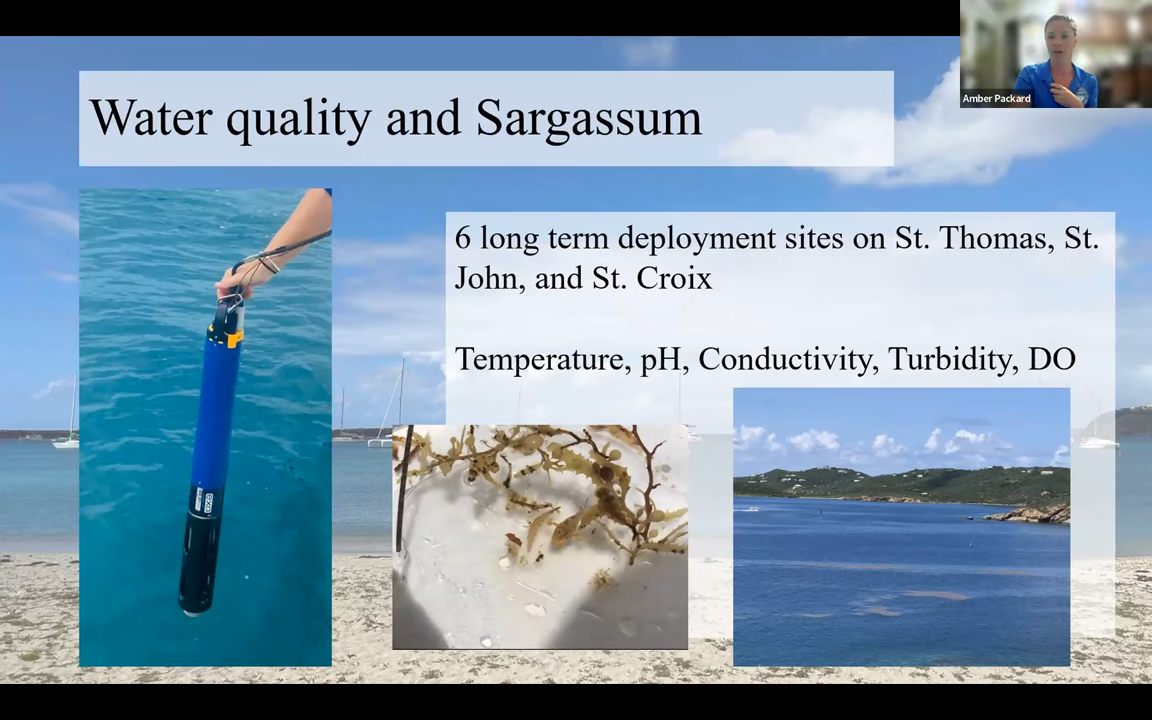 Amber Packard
Water quality and Sargassum
6 long term deployment sites on St. Thomas, St.
John, and St. Croix
Temperature, pH, Conductivity, Turbidity, DO